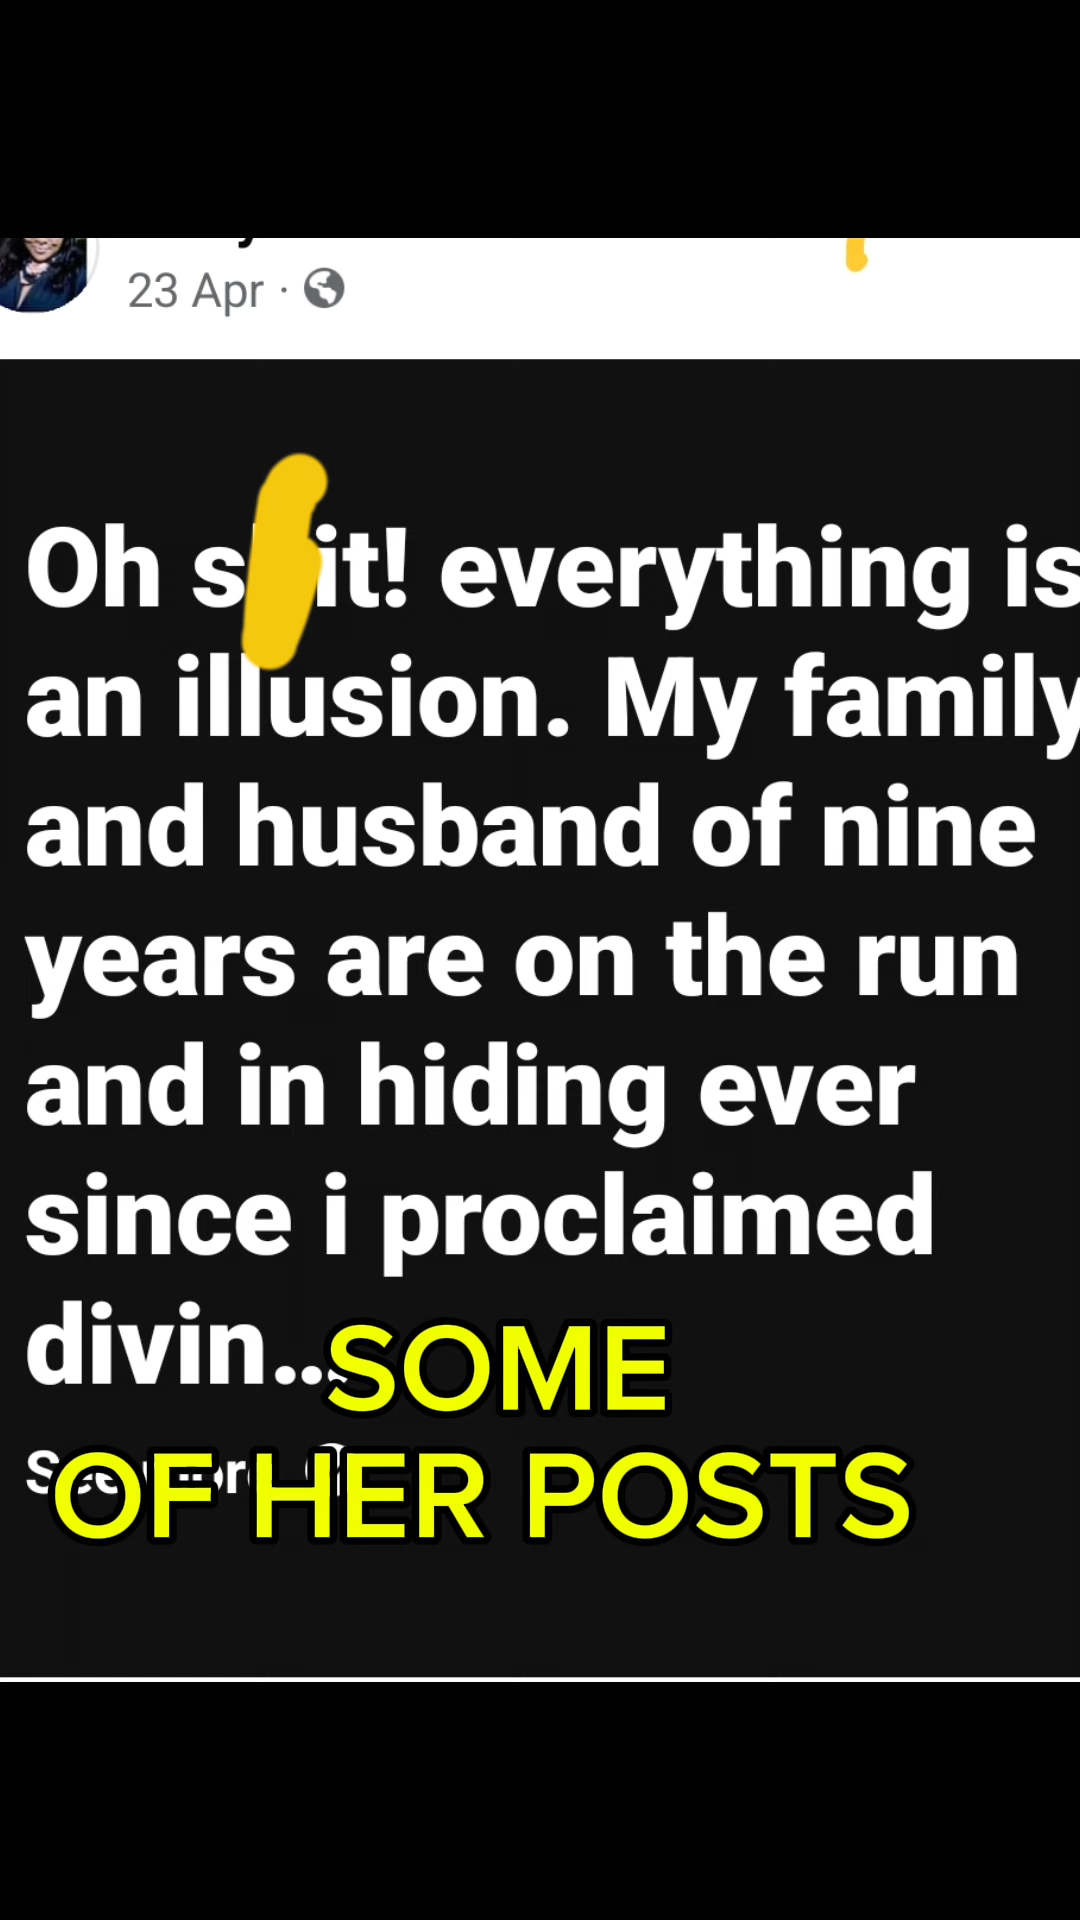 23 Apr ·
Oh s it! everything is
an illusion. My family
and husband of nine
years are on the run
and in hiding ever
since i proclaimed
divin...
SOME
OF HER POSTS